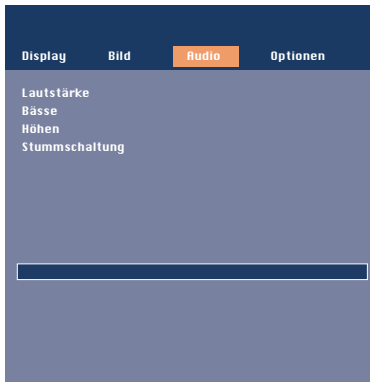 Display Bild Audio Optionen
Lautstärke
Bässe
Höhen
Stummschaltung